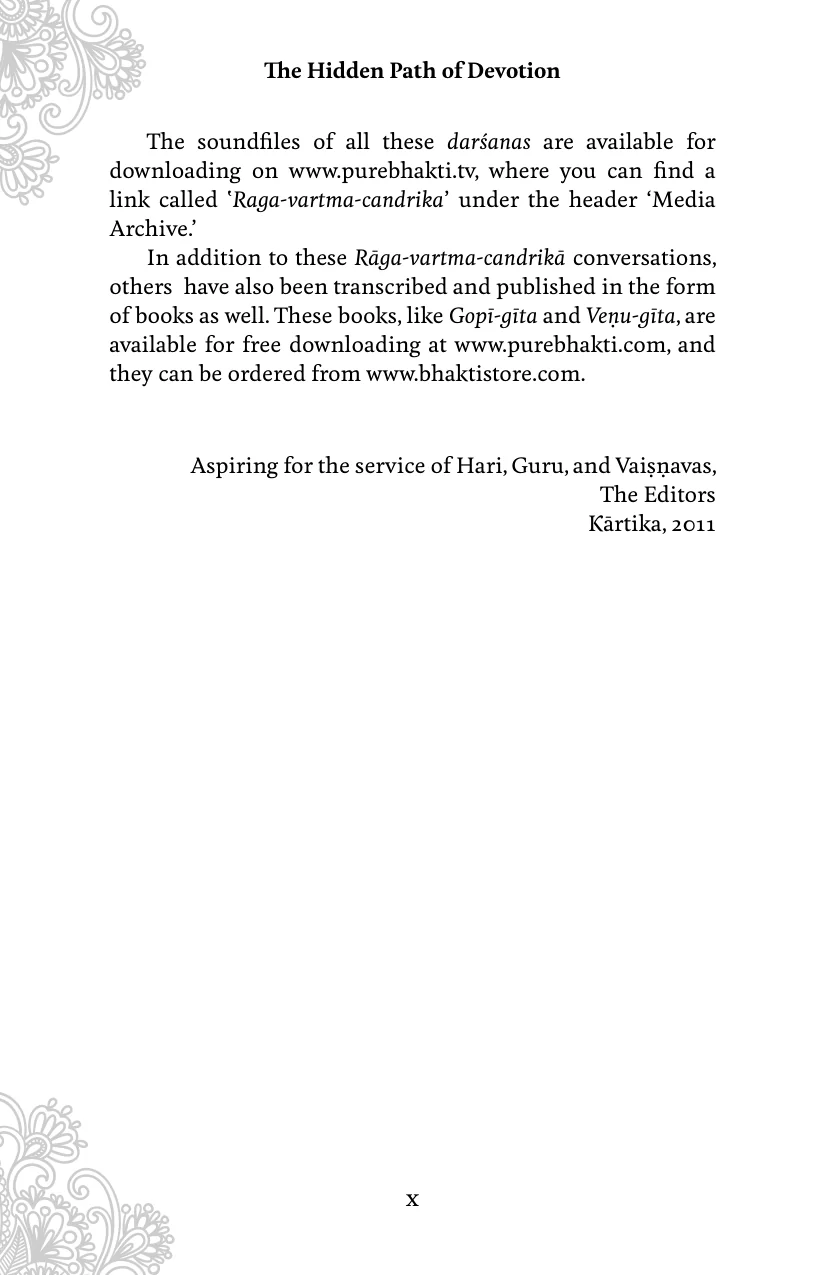 The Hidden Path of Devotion
The soundfiles of all these darśanas are available for
downloading on www.purebhakti.tv, where you can find a
link called ‛Raga-vartma-candrika’ under the header ‘Media
Archive.’
In addition to these Rāga-vartma-candrikā conversations,
others  have also been transcribed and published in the form
of books as well. These books, like Gopī-gīta and Veṇu-gīta, are
available for free downloading at www.purebhakti.com, and
they can be ordered from www.bhaktistore.com.
Aspiring for the service of Hari, Guru, and Vaiṣṇavas,
The Editors
Kārtika, 2011
x